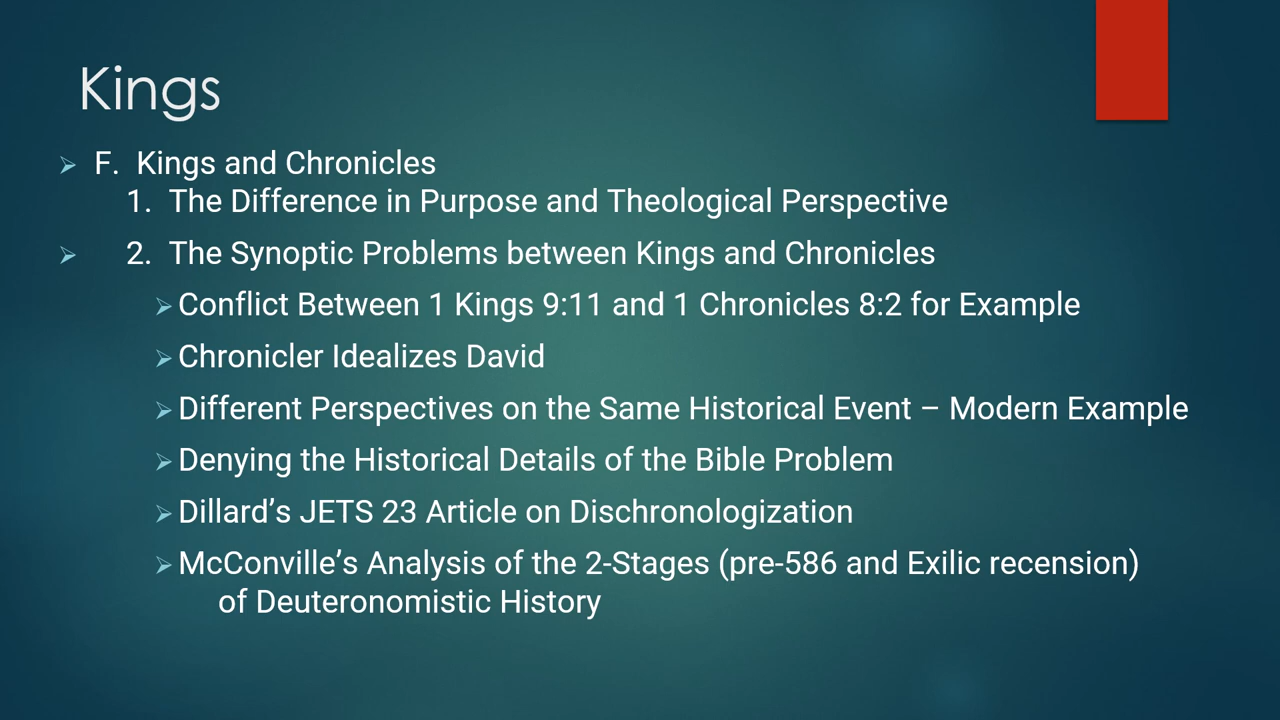 Kings
F. Kings and Chronicles
1. The Difference in Purpose and Theological Perspective
2. The Synoptic Problems between Kings and Chronicles
Conflict Between 1 Kings 9:11 and 1 Chronicles 8:2 for Example
Chronicler Idealizes David
Different Perspectives on the Same Historical Event – Modern Example
Denying the Historical Details of the Bible Problem
Dillard’s JETS 23 Article on Dischronologization
McConville’s Analysis of the 2-Stages (pre-586 and Exilic recension)
of Deuteronomistic History